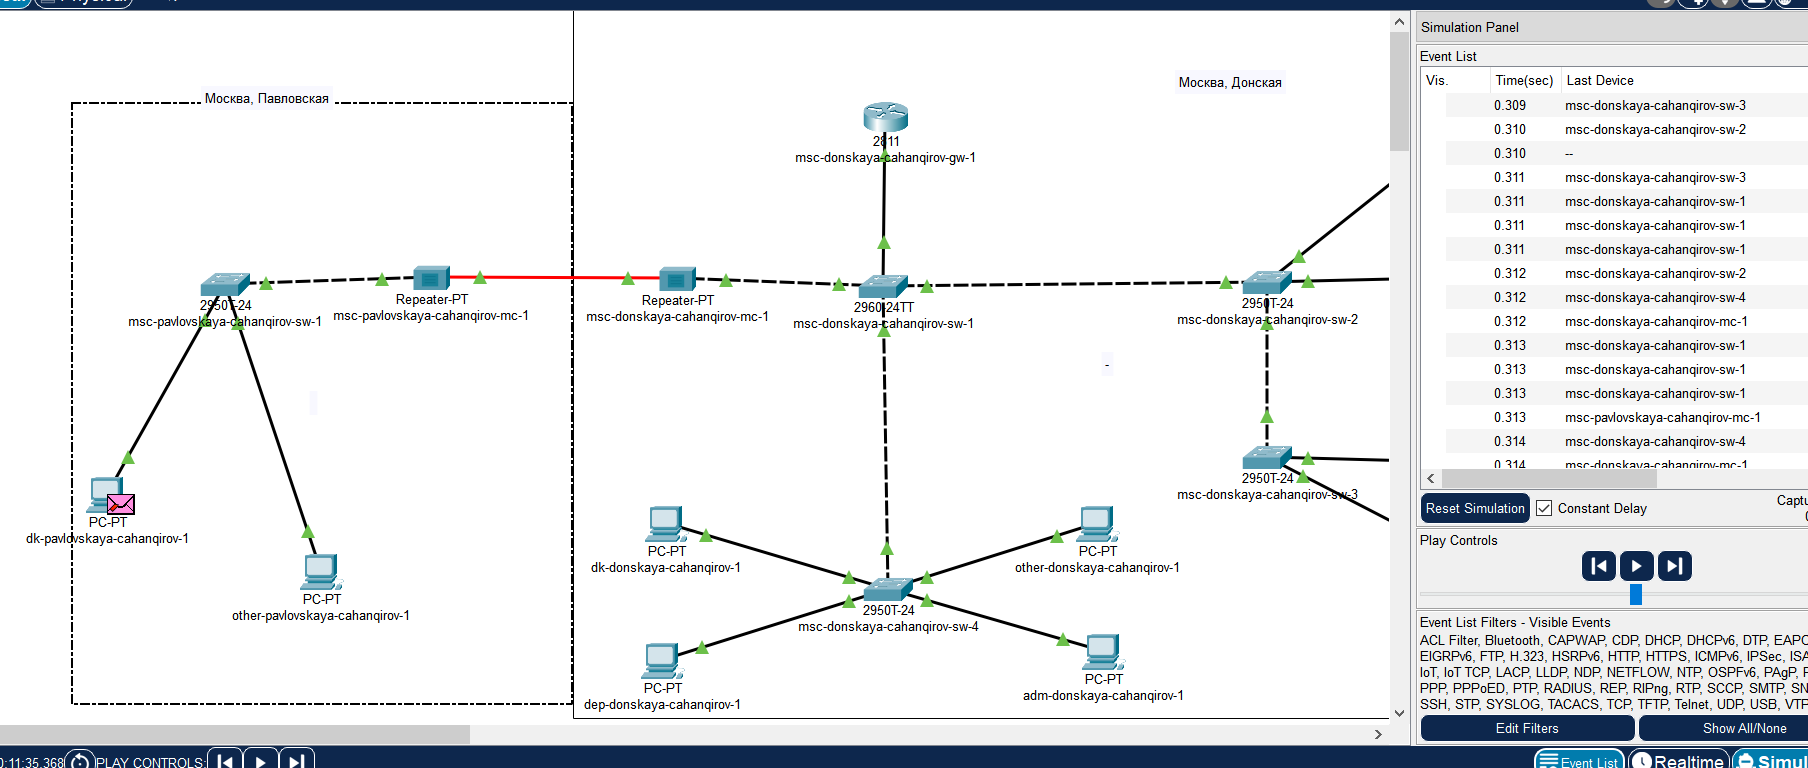 Simulation Panel
Event List
Vis.	Time(sec)	Last Device
0.309	msc-donskaya-cahanqirov-sw-3
0.310	msc-donskaya-cahanqirov-sw-2
0.310	--
0.311	msc-donskaya-cahanqirov-sw-3
0.311	msc-donskaya-cahanqirov-sw-1
0.311	msc-donskaya-cahanqirov-sw-1
0.311	msc-donskaya-cahanqirov-sw-1
0.312	msc-donskaya-cahanqirov-sw-2
0.312	msc-donskaya-cahanqirov-sw-4
0.312	msc-donskaya-cahanqirov-mc-1
0.313	msc-donskaya-cahanqirov-sw-1
0.313	msc-donskaya-cahanqirov-sw-1
0.313	msc-donskaya-cahanqirov-sw-1
0.313	msc-pavlovskaya-cahanqirov-mc-1
0.314	msc-donskaya-cahanqirov-sw-4
0.314	msc-donskaya-cahanqirov-mc-1
Reset Simulation	Constant Delay
Play Controls
Event List Filters - Visible Events
ACL Filter, Bluetooth, CAPWAP, CDP, DHCP, DHCPv6, DTP, EAPO
EIGRPv6, FTP, H.323, HSRPv6, HTTP, HTTPS, ICMPv6, IPSec, ISA
IoT, IoT TCP, LACP, LLDP, NDP, NETFLOW, NTP, OSPFv6, PAgP,
PPP, PPPoED, PTP, RADIUS, REP, RIPng, RTP, SCCP, SMTP, SN
SSH, STP, SYSLOG, TACACS, TCP, TFTP, Telnet, UDP, USB, VTP
Edit Filters	Show All/None
Москва, Павловская
Москва, Донская
2811
msc-donskaya-cahanqirov-gw-1
2950T-24
msc-pavlovskaya-cahanqirov-sw-1
Repeater-PT
msc-pavlovskaya-cahanqirov-mc-1
Repeater-PT
msc-donskaya-cahanqirov-mc-1
2960-24TT
msc-donskaya-cahanqirov-sw-1
2950T-24
msc-donskaya-cahanqirov-sw-2
-
2950T-24
msc-donskaya-cahanqirov-sw-3
PC-PT
dk-pavlovskaya-cahanqirov-1
PC-PT
other-pavlovskaya-cahanqirov-1
PC-PT
dk-donskaya-cahanqirov-1
PC-PT
other-donskaya-cahanqirov-1
2950T-24
msc-donskaya-cahanqirov-sw-4
PC-PT
dep-donskaya-cahanqirov-1
PC-PT
adm-donskaya-cahanqirov-1
0:11:35.368	PLAY CONTROLS:
Event List	Realtime	Simul